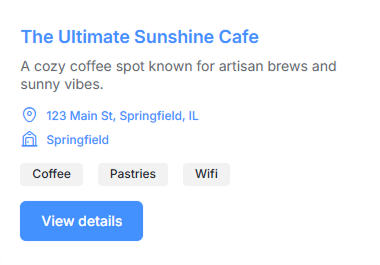 The Ultimate Sunshine Cafe
A cozy coffee spot known for artisan brews and
sunny vibes.
123 Main St, Springfield, IL
Springfield
Coffee Pastries Wifi
View details